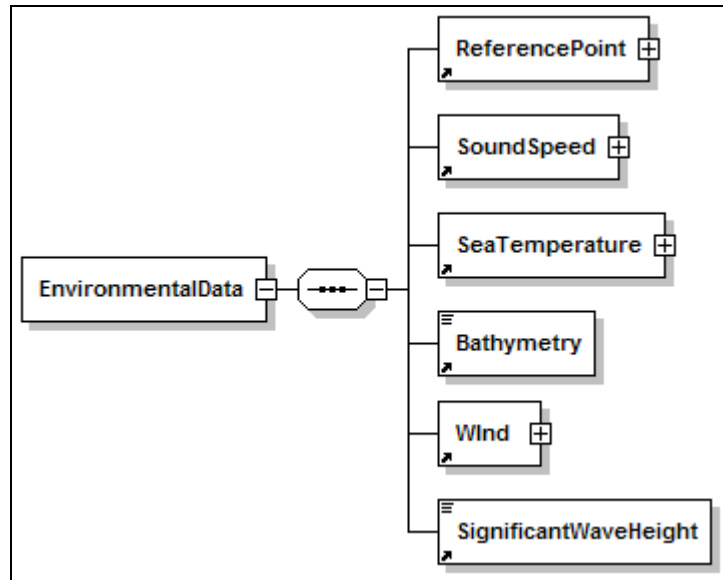 ReferencePoint
SoundSpeed
SeaTemperature
EnvironmentalData
Bathymetry
WInd
SignificantWaveHeight